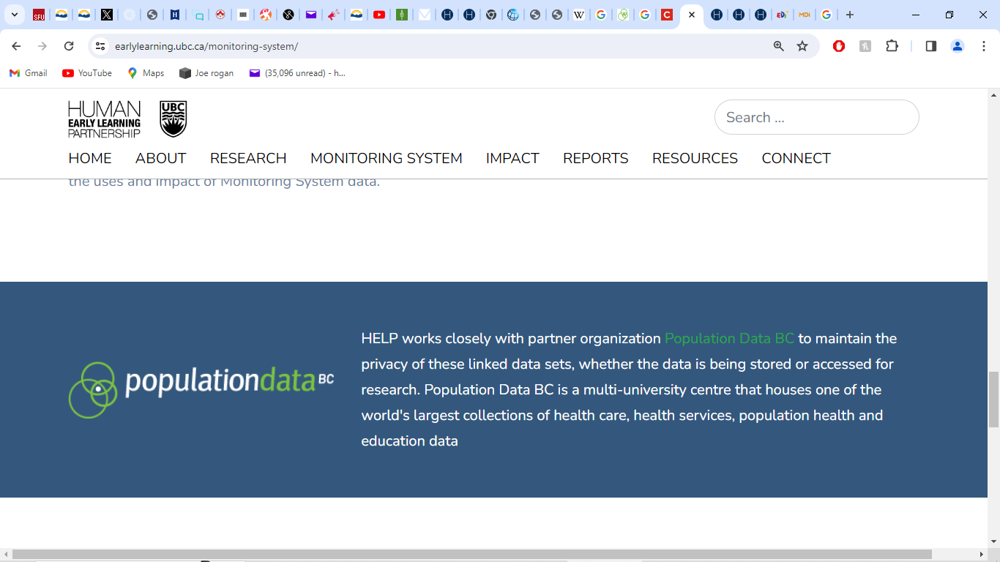 SFU
earlylearning.ubc.ca/monitoring-system/
Gmail
YouTube
Maps
Joe rogan
(35,096 unread) - h...
HUMAN
EARLY LEARNING
PARTNERSHIP
UBC
Search ...
HOME ABOUT RESEARCH MONITORING SYSTEM IMPACT REPORTS RESOURCES CONNECT
the uses and impact of Monitoring System data.
populationdata BC
HELP works closely with partner organization Population Data BC to maintain the
privacy of these linked data sets, whether the data is being stored or accessed for
research. Population Data BC is a multi-university centre that houses one of the
world's largest collections of health care, health services, population health and
education data